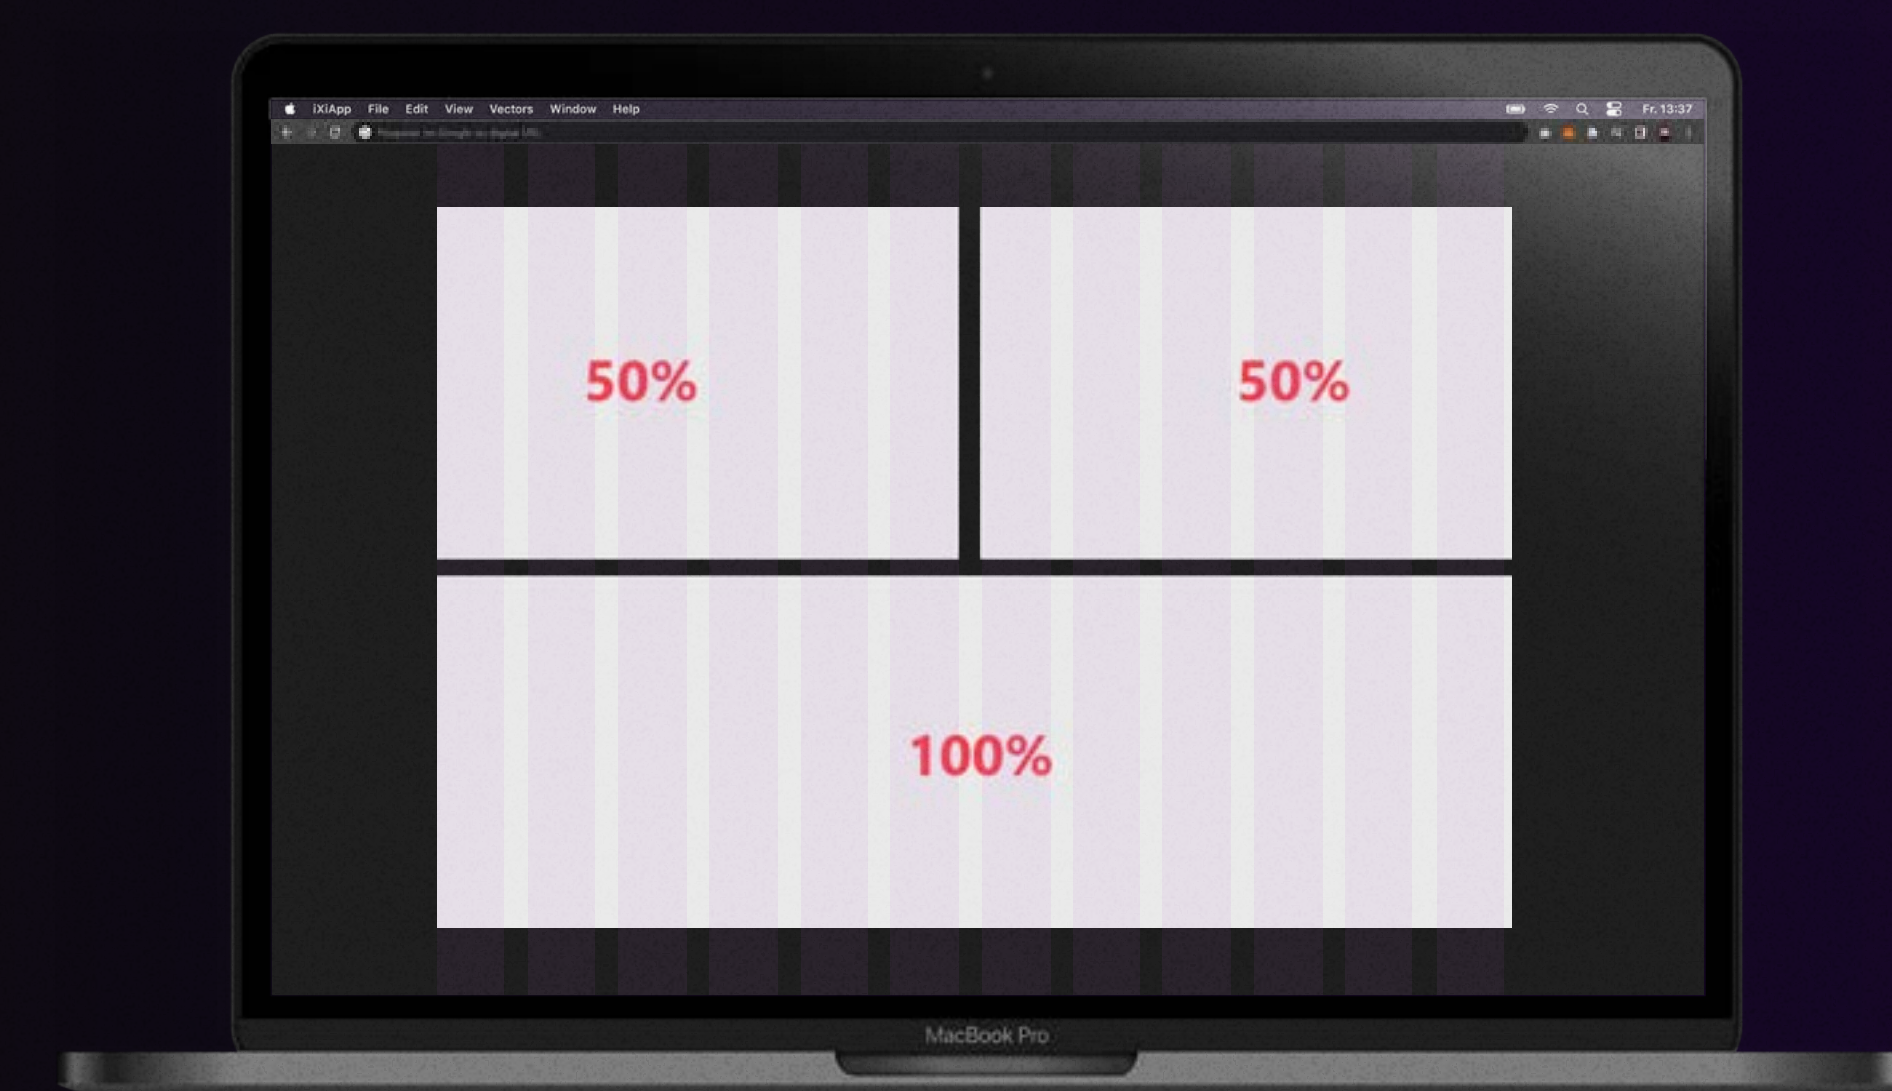 iXiApp File Edit View Vectors Window Help Fr. 13:37
50% 50%
100%
MacBook Pro